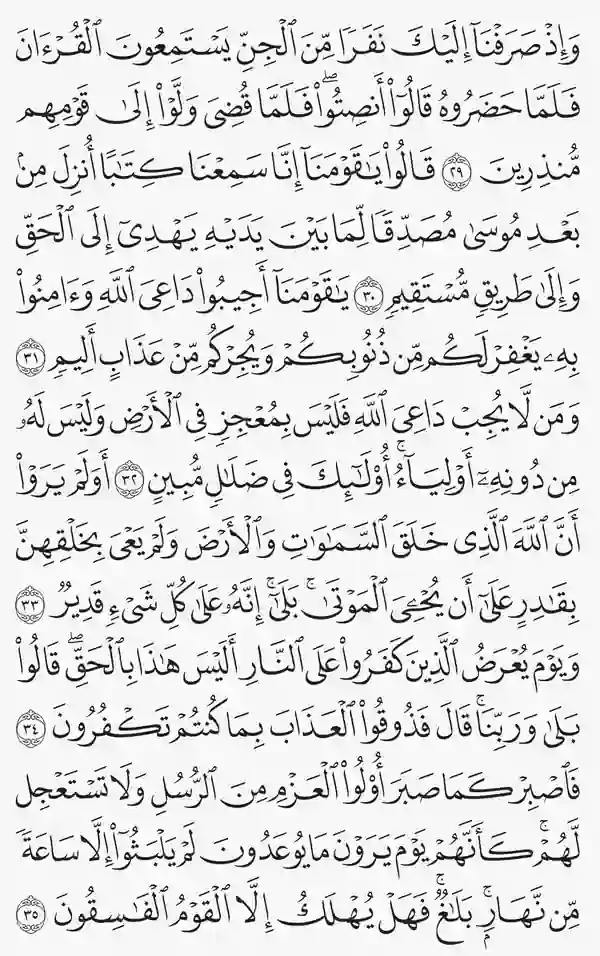 وَإِذْ صَرَفْنَآ إِلَيْكَ نَفَرًا مِّنَ ٱلْجِنِّ يَسْتَمِعُونَ ٱلْقُرْءَانَ
فَلَمَّا حَضَرُوهُ قَالُوٓا۟ أَنصِتُوا۟ ۖ فَلَمَّا قُضِىَ وَلَّوْا۟ إِلَىٰ قَوْمِهِم
مُّنذِرِينَ ٢٩ قَالُوا۟ يَٰقَوْمَنَآ إِنَّا سَمِعْنَا كِتَٰبًا أُنزِلَ مِنۢ
بَعْدِ مُوسَىٰ مُصَدِّقًا لِّمَا بَيْنَ يَدَيْهِ يَهْدِىٓ إِلَى ٱلْحَقِّ
وَإِلَىٰ طَرِيقٍ مُّسْتَقِيمٍ ٣٠ يَٰقَوْمَنَآ أَجِيبُوا۟ دَاعِىَ ٱللَّهِ وَءَامِنُوا۟
بِهِۦ يَغْفِرْ لَكُم مِّن ذُنُوبِكُمْ وَيُجِرْكُم مِّنْ عَذَابٍ أَلِيمٍ ٣١
وَمَن لَّا يُجِبْ دَاعِىَ ٱللَّهِ فَلَيْسَ بِمُعْجِزٍ فِى ٱلْأَرْضِ وَلَيْسَ لَهُۥ
مِن دُونِهِۦٓ أَوْلِيَآءُ ۚ أُو۟لَٰٓئِكَ فِى ضَلَٰلٍ مُّبِينٍ ٣٢ أَوَلَمْ يَرَوْا۟
أَنَّ ٱللَّهَ ٱلَّذِى خَلَقَ ٱلسَّمَٰوَٰتِ وَٱلْأَرْضَ وَلَمْ يَعْىَ بِخَلْقِهِنَّ
بِقَٰدِرٍ عَلَىٰٓ أَن يُحْۦِىَ ٱلْمَوْتَىٰ ۚ بَلَىٰٓ ۚ إِنَّهُۥ عَلَىٰ كُلِّ شَىْءٍ قَدِيرٌ ٣٣
وَيَوْمَ يُعْرَضُ ٱلَّذِينَ كَفَرُوا۟ عَلَى ٱلنَّارِ أَلَيْسَ هَٰذَا بِٱلْحَقِّ ۖ قَالُوا۟
بَلَىٰ وَرَبِّنَا ۚ قَالَ فَذُوقُوا۟ ٱلْعَذَابَ بِمَا كُنتُمْ تَكْفُرُونَ ٣٤
فَٱصْبِرْ كَمَا صَبَرَ أُو۟لُوا۟ ٱلْعَزْمِ مِنَ ٱلرُّسُلِ وَلَا تَسْتَعْجِل
لَّهُمْ ۚ كَأَنَّهُمْ يَوْمَ يَرَوْنَ مَا يُوعَدُونَ لَمْ يَلْبَثُوٓا۟ إِلَّا سَاعَةً
مِّن نَّهَارٍۭ ۚ بَلَٰغٌ ۚ فَهَلْ يُهْلَكُ إِلَّا ٱلْقَوْمُ ٱلْفَٰسِقُونَ ٣٥